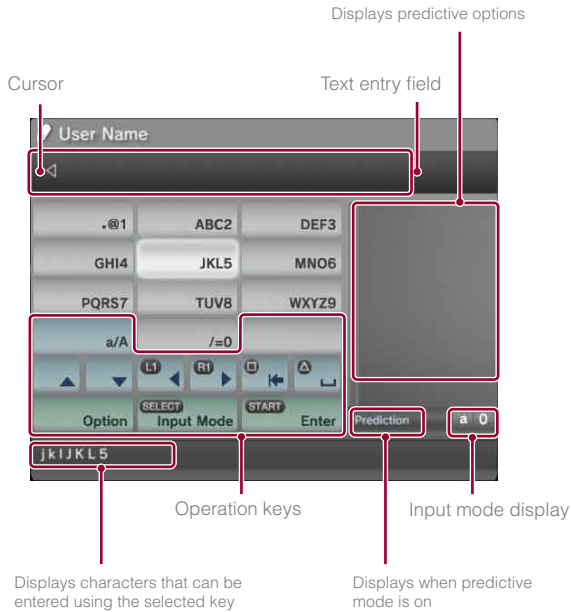 Displays predictive options
Cursor
Text entry field
User Name
.@1 ABC2 DEF3
GHI4 JKL5 MNO6
PQRS7 TUV8 WXYZ9
a/A /=0
L1 R1
SELECT START
Option Input Mode Enter
Prediction a 0
jklJKL5
Operation keys
Input mode display
Displays characters that can be
entered using the selected key
Displays when predictive
mode is on